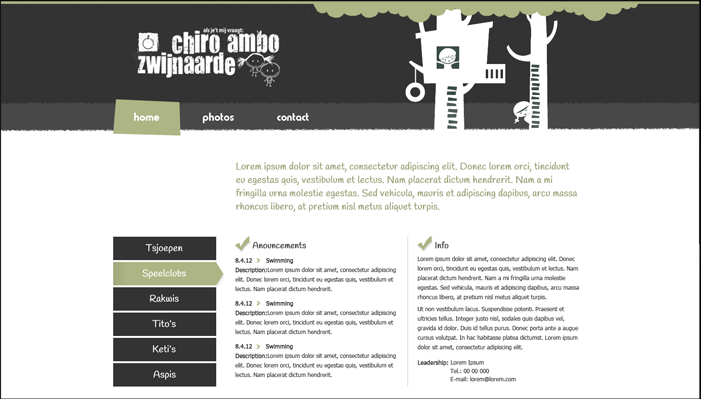 als je't mij vraagt:
chiro ambo
zwijnaarde
home
photos
contact
Lorem ipsum dolor sit amet, consectetur adipiscing elit. Donec lorem orci, tincidunt
eu egestas quis, vestibulum et lectus. Nam placerat dictum hendrerit. Nam a mi
fringilla urna molestie egestas. Sed vehicula, mauris et adipiscing dapibus, arcu massa
rhoncus libero, at pretium nisl metus aliquet turpis.
Tsjoepen
Speelclubs
Rakwis
Tito's
Keti's
Aspis
Anouncements
8.4.12 > Swimming
Description:Lorem ipsum dolor sit amet, consectetur adipiscing
elit. Donec lorem orci, tincidunt eu egestas quis, vestibulum et
lectus. Nam placerat dictum hendrerit.
8.4.12 > Swimming
Description:Lorem ipsum dolor sit amet, consectetur adipiscing
elit. Donec lorem orci, tincidunt eu egestas quis, vestibulum et
lectus. Nam placerat dictum hendrerit.
8.4.12 > Swimming
Description:Lorem ipsum dolor sit amet, consectetur adipiscing
elit. Donec lorem orci, tincidunt eu egestas quis, vestibulum et
lectus. Nam placerat dictum hendrerit.
Info
Lorem ipsum dolor sit amet, consectetur adipiscing elit. Donec
lorem orci, tincidunt eu egestas quis, vestibulum et lectus. Nam
placerat dictum hendrerit. Nam a mi fringilla urna molestie
egestas. Sed vehicula, mauris et adipiscing dapibus, arcu massa
rhoncus libero, at pretium nisl metus aliquet turpis.
Ut non vestibulum lacus. Suspendisse potenti. Praesent et
ultricies tellus. Integer justo nisl, sodales quis dapibus vel,
gravida id dolor. Duis id tellus purus. Donec porta ante a augue
cursus volutpat. In hac habitasse platea dictumst. Lorem ipsum
dolor sit amet, consectetur adipiscing elit.
Leadership: Lorem Ipsum
Tel.: 00 00 000
E-mail: lorem@lorem.com